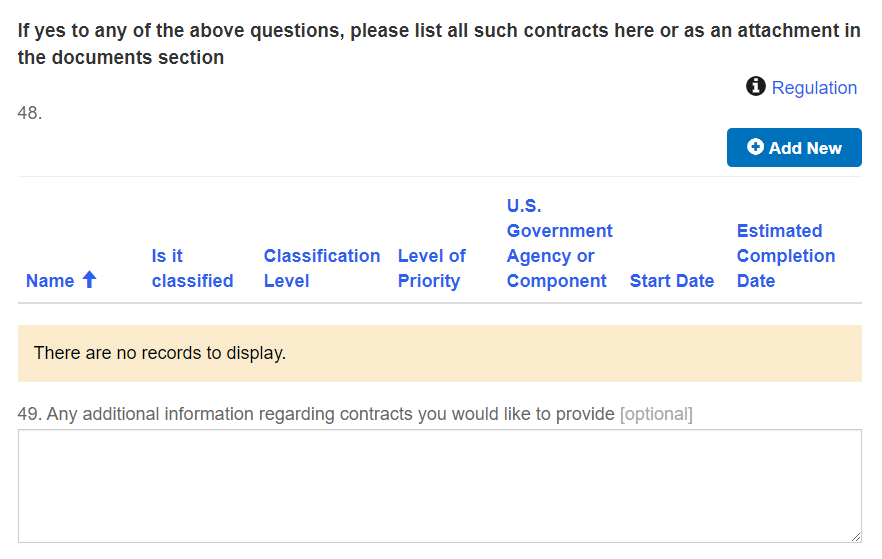 If yes to any of the above questions, please list all such contracts here or as an attachment in
the documents section
Regulation
48.
Add New
Name
Is it
classified
Classification
Level
Level of
Priority
U.S.
Government
Agency or
Component
Start Date
Estimated
Completion
Date
There are no records to display.
49. Any additional information regarding contracts you would like to provide [optional]